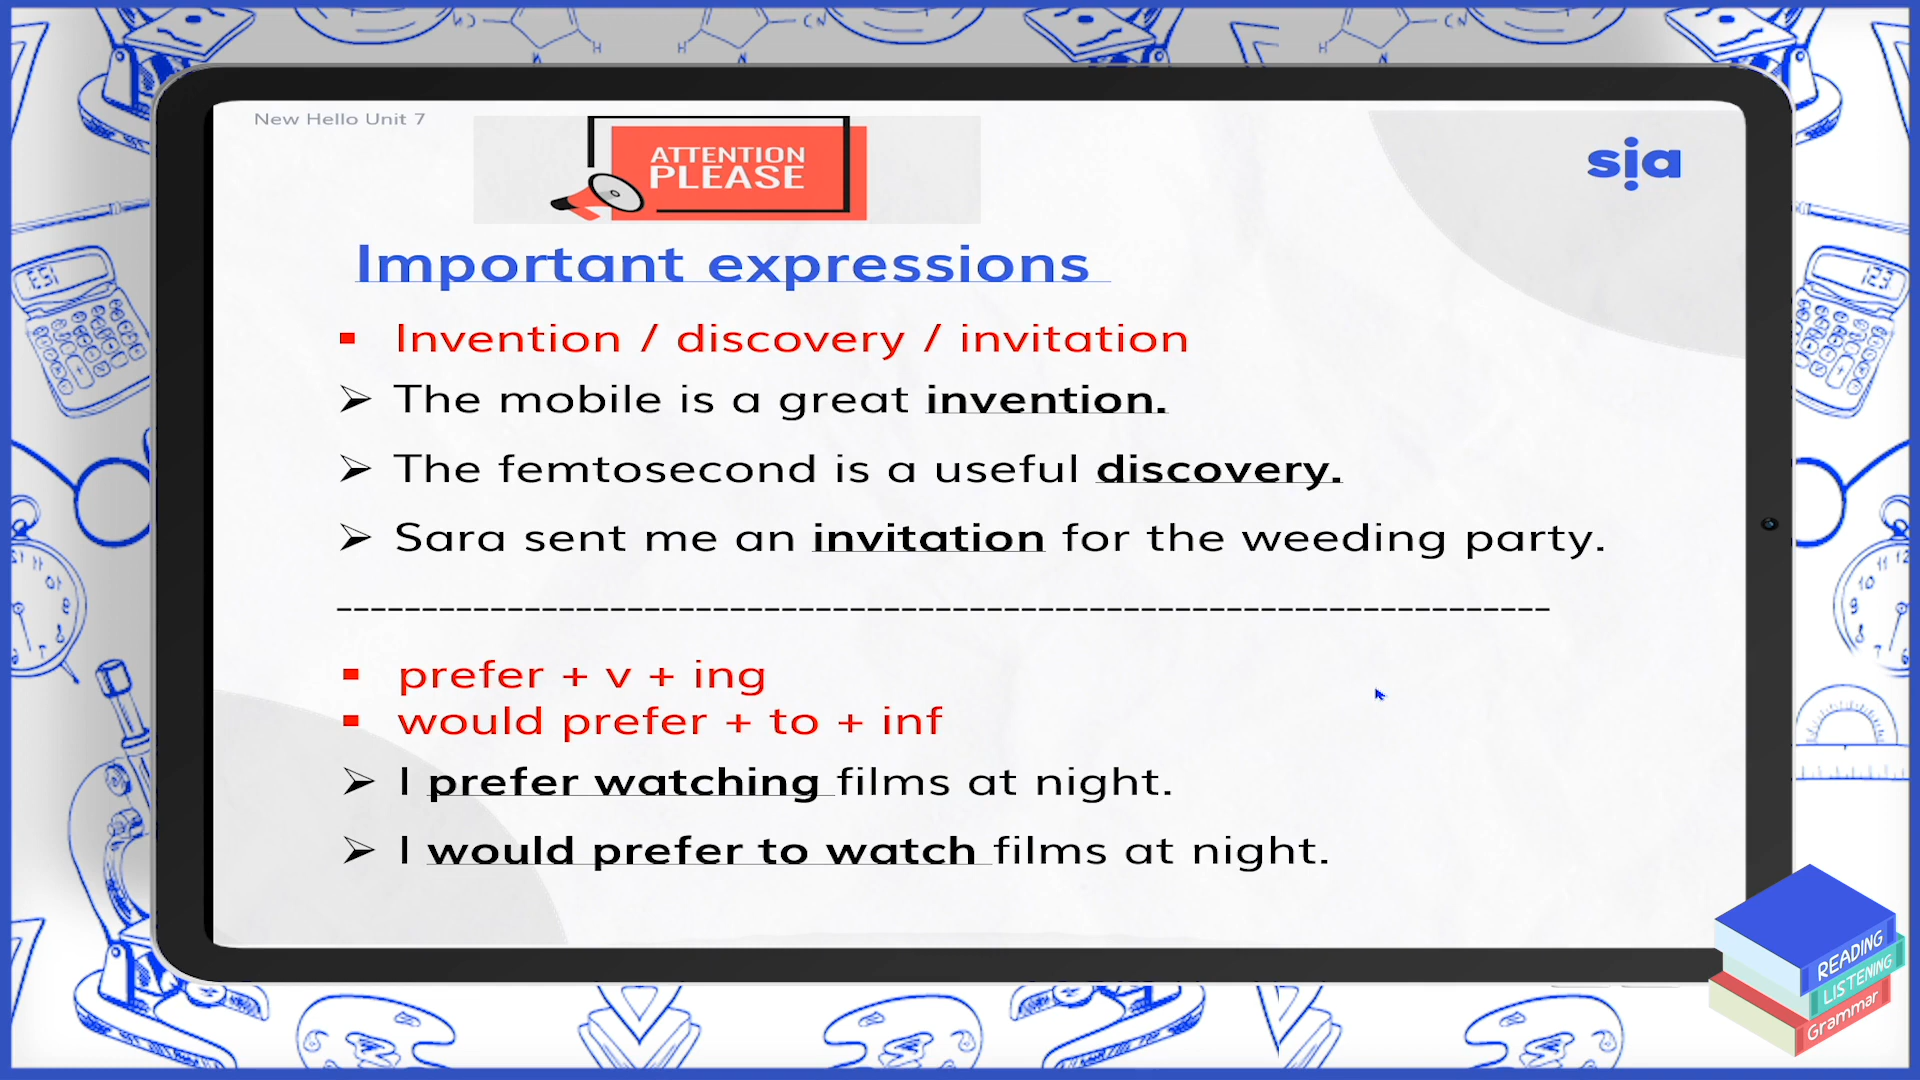 New Hello Unit 7
ATTENTION
PLEASE
sia
Important expressions
Invention / discovery / invitation
The mobile is a great invention.
The femtosecond is a useful discovery.
Sara sent me an invitation for the weeding party.
prefer + v + ing
would prefer + to + inf
I prefer watching films at night.
I would prefer to watch films at night.
READING
LISTENING
Grammar